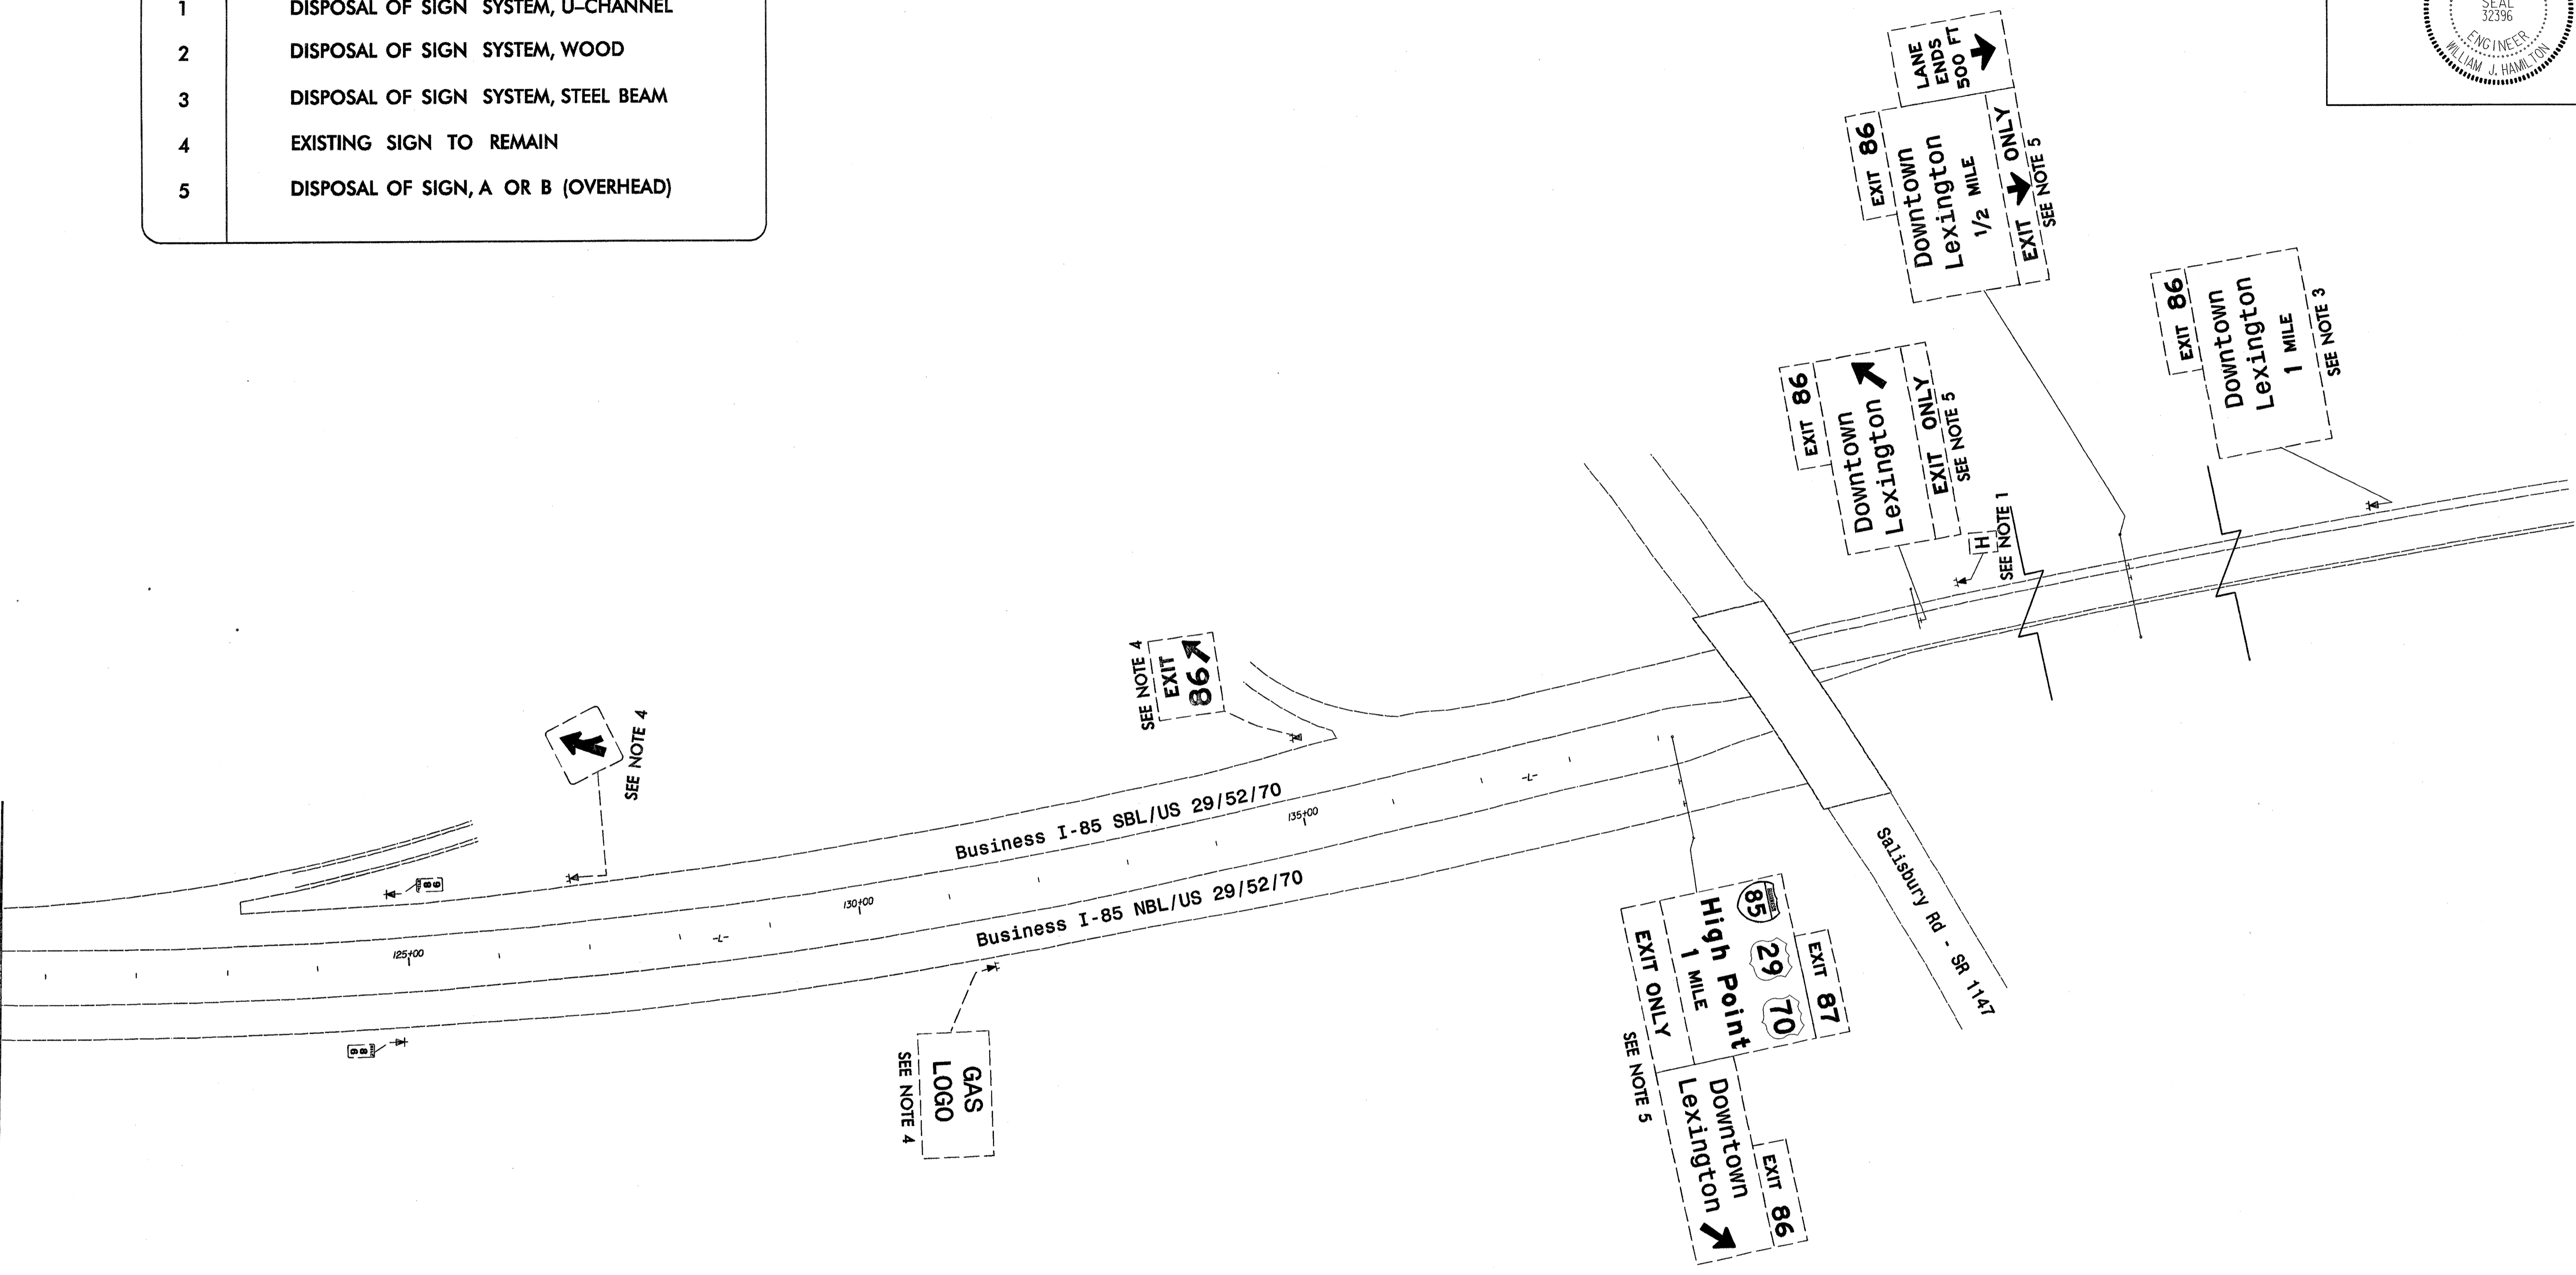 1 DISPOSAL OF SIGN SYSTEM, U-CHANNEL
2 DISPOSAL OF SIGN SYSTEM, WOOD
3 DISPOSAL OF SIGN SYSTEM, STEEL BEAM
4 EXISTING SIGN TO REMAIN
5 DISPOSAL OF SIGN, A OR B (OVERHEAD)
SEAL
32396
ENGINEER
WILLIAM J. HAMILTON
LANE
ENDS
500 FT
EXIT 86
Downtown
Lexington
1/2 MILE
EXIT ONLY
SEE NOTE 5
EXIT 86
Downtown
Lexington
1 MILE
SEE NOTE 3
EXIT 86
Downtown
Lexington
EXIT ONLY
SEE NOTE 5
H
SEE NOTE 1
SEE NOTE 4
EXIT
86
SEE NOTE 4
Business I-85 SBL/US 29/52/70
135+00
-L-
130+00
-L-
125+00
Business I-85 NBL/US 29/52/70
Salisbury Rd - SR 1147
GAS
LOGO
SEE NOTE 4
EXIT 87
85 29 70
High Point
1 MILE
EXIT ONLY
SEE NOTE 5
EXIT 86
Downtown
Lexington